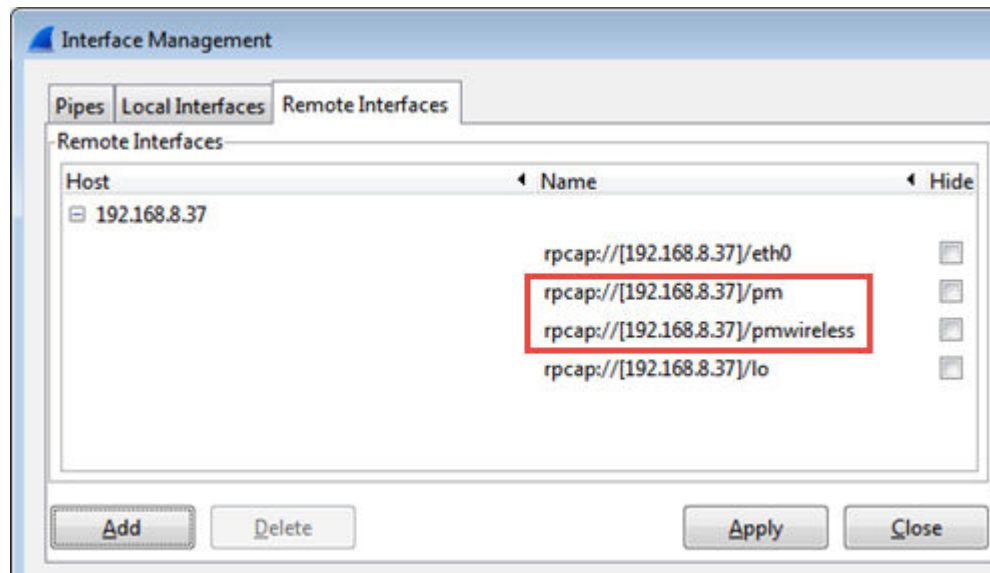 Interface Management
Pipes Local Interfaces Remote Interfaces
Remote Interfaces
Host Name Hide
192.168.8.37
rpcap://[192.168.8.37]/eth0
rpcap://[192.168.8.37]/pm
rpcap://[192.168.8.37]/pmwireless
rpcap://[192.168.8.37]/lo
Add Delete Apply Close